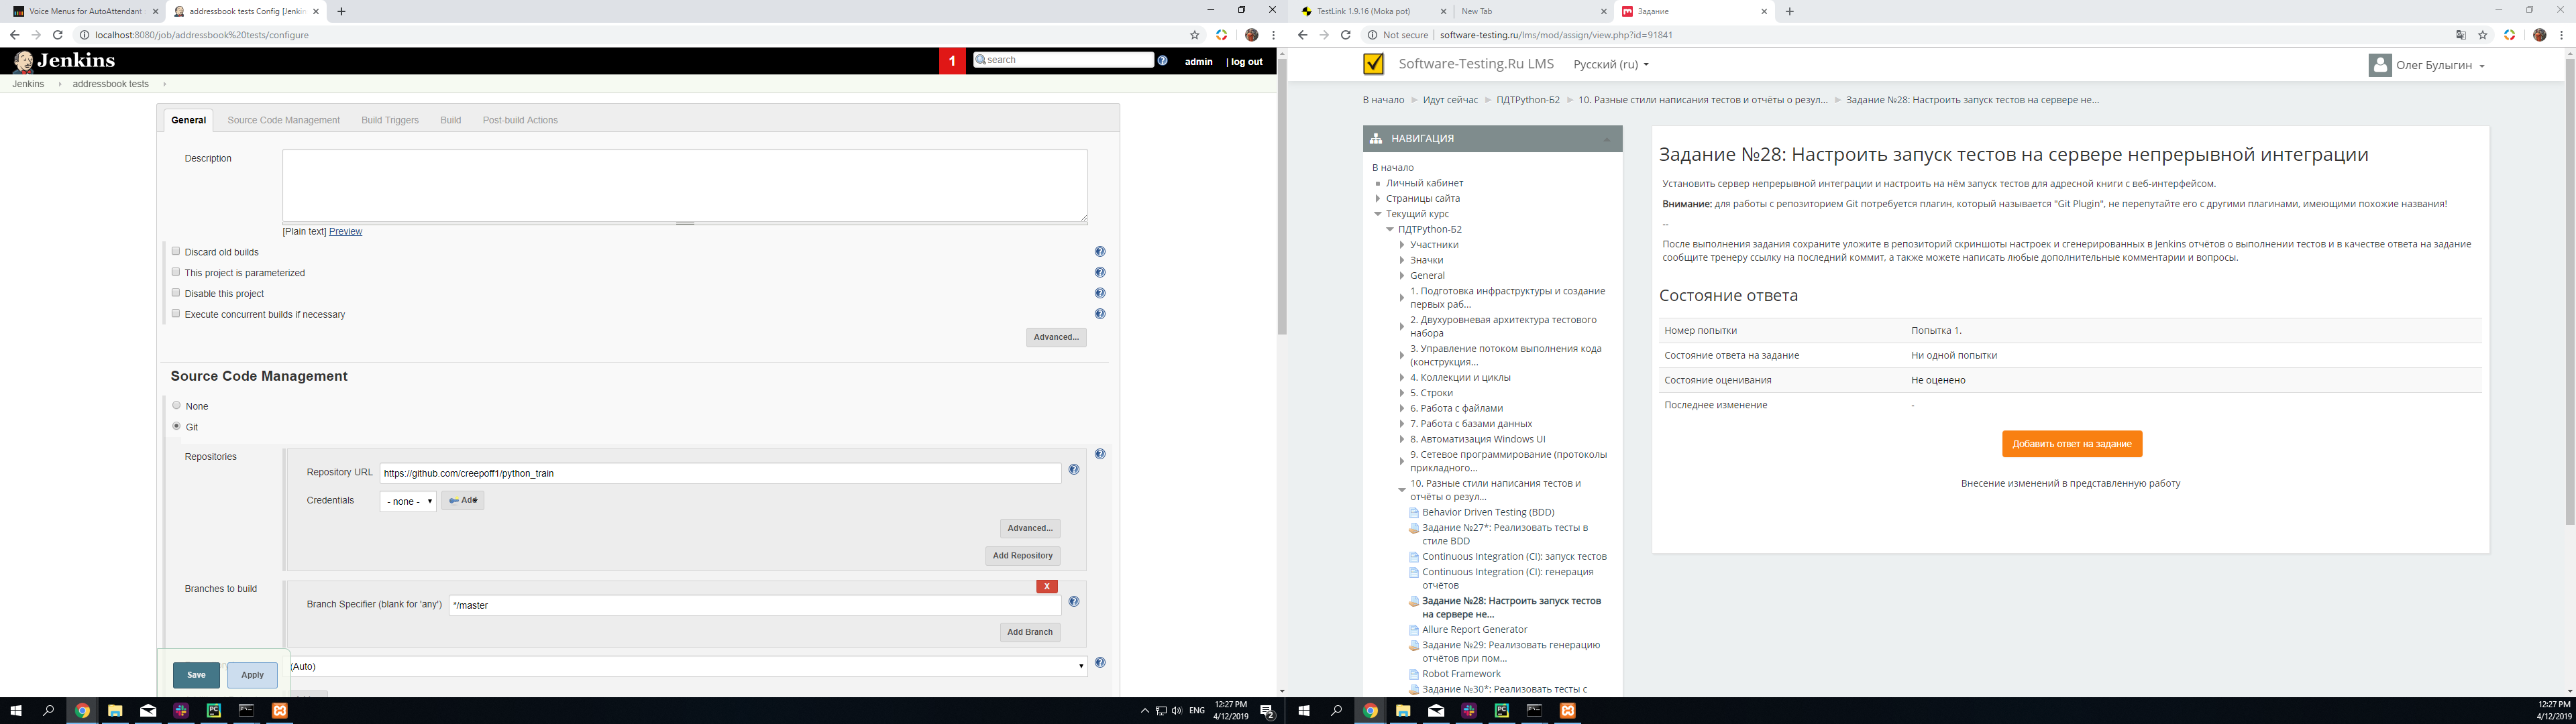 Voice Menus for AutoAttendant
addressbook tests Config [Jenkin
localhost:8080/job/addressbook%20tests/configure
Jenkins
1
search
admin
| log out
Jenkins
addressbook tests
General
Source Code Management
Build Triggers
Build
Post-build Actions
Description
[Plain text] Preview
Discard old builds
This project is parameterized
Disable this project
Execute concurrent builds if necessary
Advanced...
Source Code Management
None
Git
Repositories
Repository URL
https://github.com/creepoff1/python_train
Credentials
- none -
Add
Advanced...
Add Repository
Branches to build
X
Branch Specifier (blank for 'any')
*/master
Add Branch
(Auto)
Save
Apply
ENG
12:27 PM
4/12/2019
2
TestLink 1.9.16 (Moka pot)
New Tab
Задание
Not secure
software-testing.ru/lms/mod/assign/view.php?id=91841
Software-Testing.Ru LMS
Русский (ru)
Олег Булыгин
В начало
Идут сейчас
ПДТPython-Б2
10. Разные стили написания тестов и отчёты о резул...
Задание №28: Настроить запуск тестов на сервере не...
НАВИГАЦИЯ
В начало
Личный кабинет
Страницы сайта
Текущий курс
ПДТPython-Б2
Участники
Значки
General
1. Подготовка инфраструктуры и создание
первых раб...
2. Двухуровневая архитектура тестового
набора
3. Управление потоком выполнения кода
(конструкция...
4. Коллекции и циклы
5. Строки
6. Работа с файлами
7. Работа с базами данных
8. Автоматизация Windows UI
9. Сетевое программирование (протоколы
прикладного...
10. Разные стили написания тестов и
отчёты о резул...
Behavior Driven Testing (BDD)
Задание №27*: Реализовать тесты в
стиле BDD
Continuous Integration (CI): запуск тестов
Continuous Integration (CI): генерация
отчётов
Задание №28: Настроить запуск тестов
на сервере не...
Allure Report Generator
Задание №29: Реализовать генерацию
отчётов при пом...
Robot Framework
Задание №30*: Реализовать тесты с
Задание №28: Настроить запуск тестов на сервере непрерывной интеграции
Установить сервер непрерывной интеграции и настроить на нём запуск тестов для адресной книги с веб-интерфейсом.
Внимание: для работы с репозиторием Git потребуется плагин, который называется "Git Plugin", не перепутайте его с другими плагинами, имеющими похожие названия!
--
После выполнения задания сохраните уложите в репозиторий скриншоты настроек и сгенерированных в Jenkins отчётов о выполнении тестов и в качестве ответа на задание
сообщите тренеру ссылку на последний коммит, а также можете написать любые дополнительные комментарии и вопросы.
Состояние ответа
Номер попытки
Попытка 1.
Состояние ответа на задание
Ни одной попытки
Состояние оценивания
Не оценено
Последнее изменение
-
Добавить ответ на задание
Внесение изменений в представленную работу
12:27 PM
4/12/2019